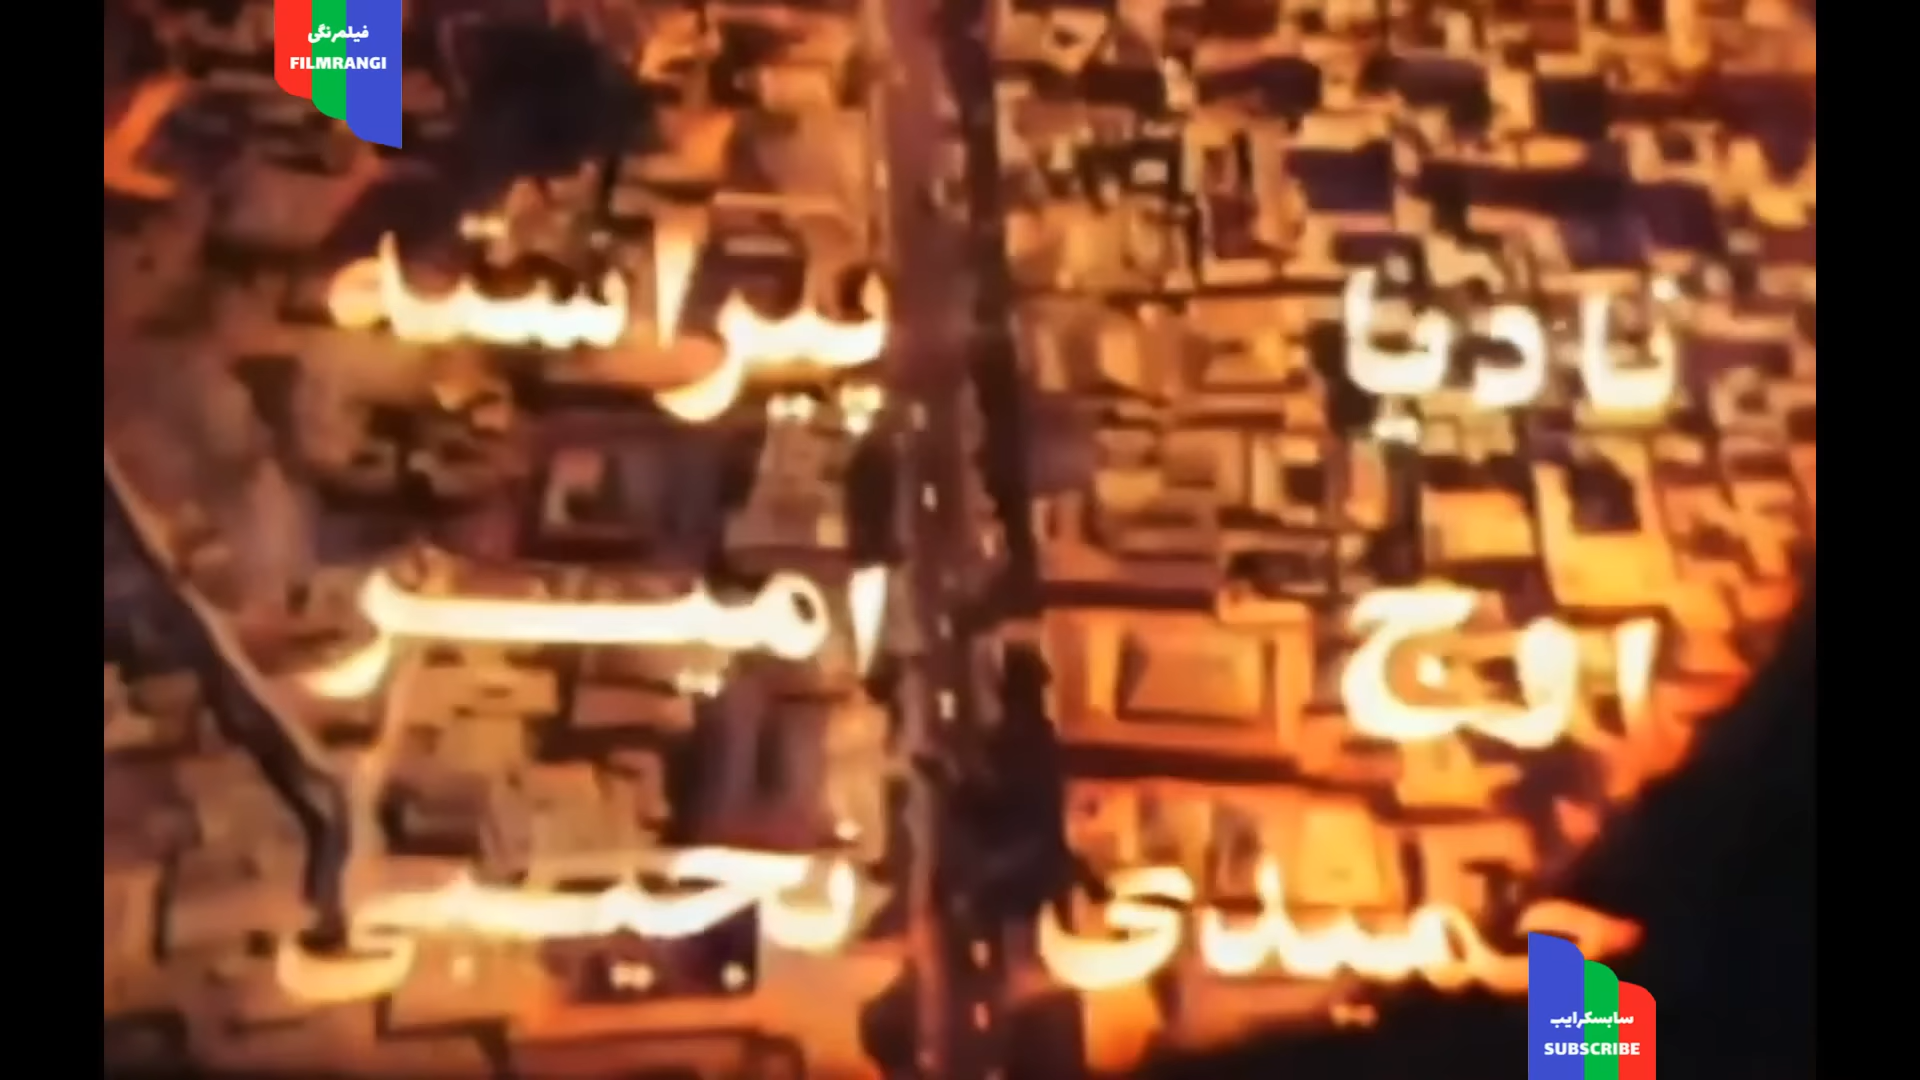 فیلمرنگی
FILMRANGI
نادیا
پیراسته
اوج
امیر
حمیدی
نجیبی
سابسکرایب
SUBSCRIBE